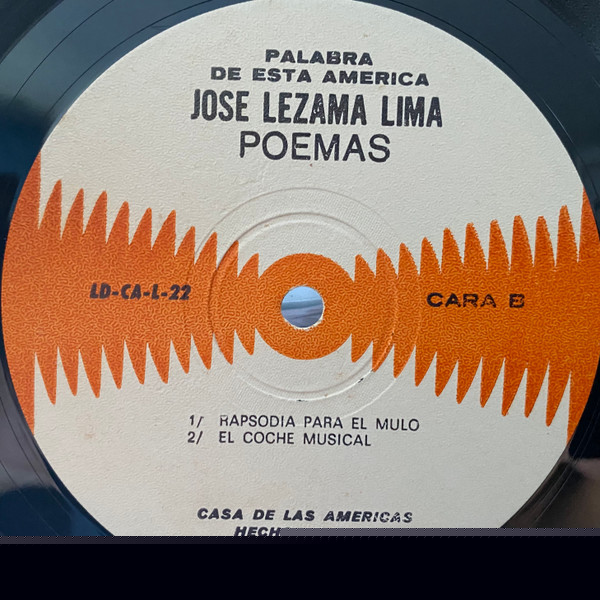 PALABRA
DE ESTA AMERICA
JOSE LEZAMA LIMA
POEMAS
LD-CA-L-22
CARA B
1/ RAPSODIA PARA EL MULO
2/ EL COCHE MUSICAL
CASA DE LAS AMERICAS